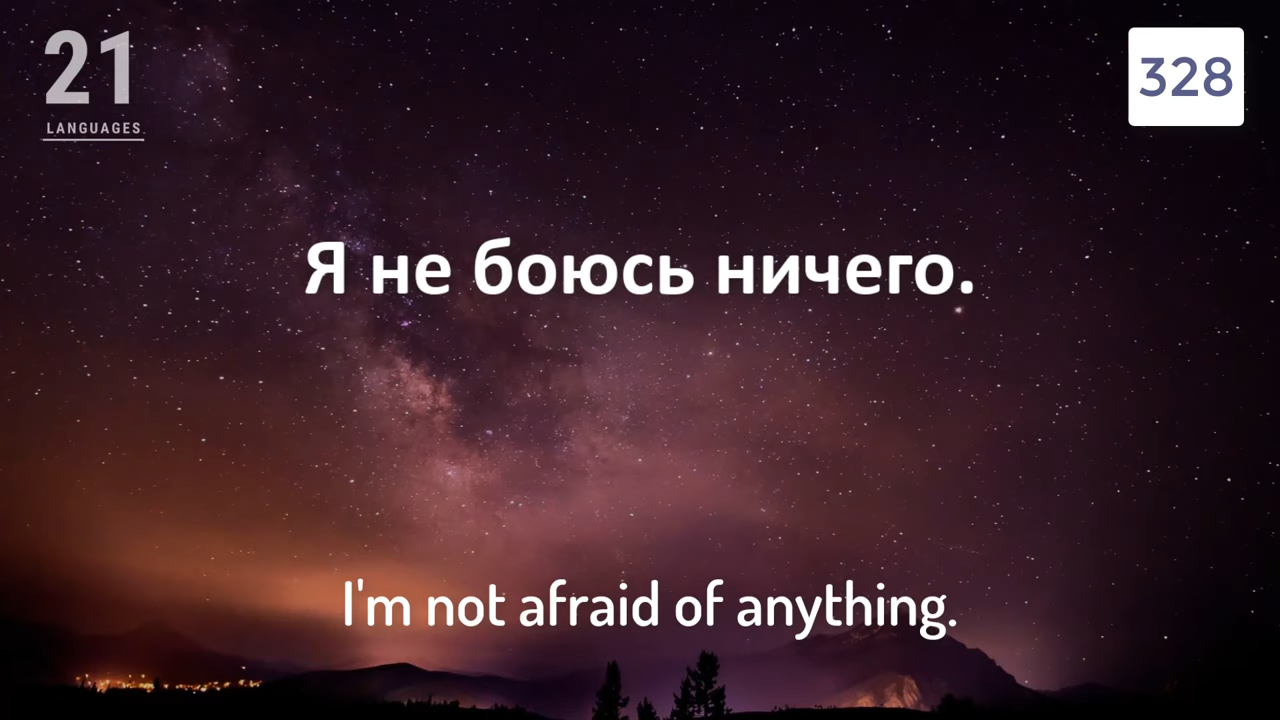 21
LANGUAGES
328
Я не боюсь ничего.
I'm not afraid of anything.